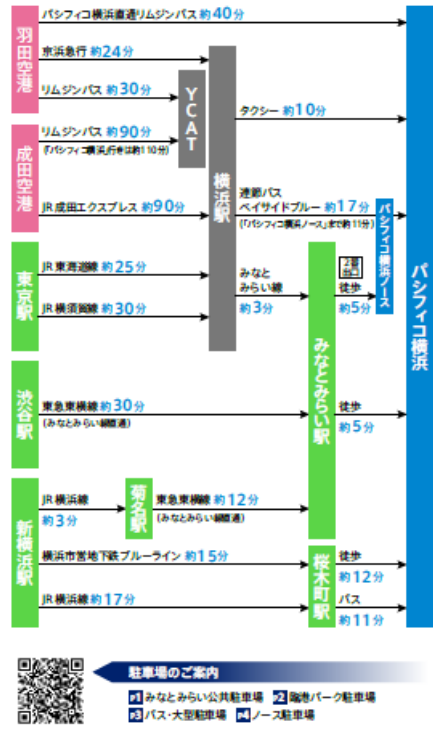 羽田空港
パシフィコ横浜直通リムジンバス 約40分
京浜急行 約24分
リムジンバス 約30分
YCAT
タクシー 約10分
成田空港
リムジンバス 約90分
(「パシフィコ横浜」行きは約110分)
JR成田エクスプレス 約90分
横浜駅
連節バス
ベイサイドブルー 約17分
(「パシフィコ横浜ノース」まで約11分)
パシフィコ横浜ノース
パシフィコ横浜
東京駅
JR東海道線 約25分
JR横須賀線 約30分
みなと
みらい線
約3分
2番
出口
徒歩
約5分
みなとみらい駅
渋谷駅
東急東横線 約30分
(みなとみらい線直通)
徒歩
約5分
新横浜駅
JR横浜線
約3分
菊名駅
東急東横線 約12分
(みなとみらい線直通)
横浜市営地下鉄ブルーライン 約15分
桜木町駅
徒歩
約12分
JR横浜線 約17分
バス
約11分
駐車場のご案内
P1 みなとみらい公共駐車場 P2 臨港パーク駐車場
P3 バス・大型駐車場 P4 ノース駐車場